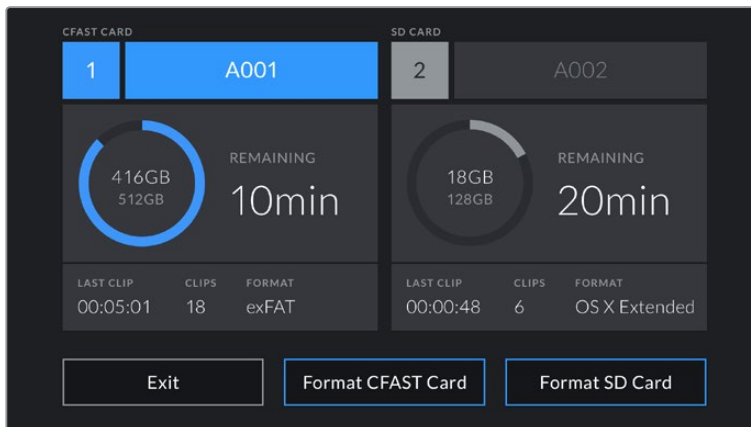 CFAST CARD
1
A001
416GB
512GB
REMAINING
10min
LAST CLIP CLIPS FORMAT
00:05:01 18 exFAT
SD CARD
2
A002
18GB
128GB
REMAINING
20min
LAST CLIP CLIPS FORMAT
00:00:48 6 OS X Extended
Exit
Format CFAST Card
Format SD Card